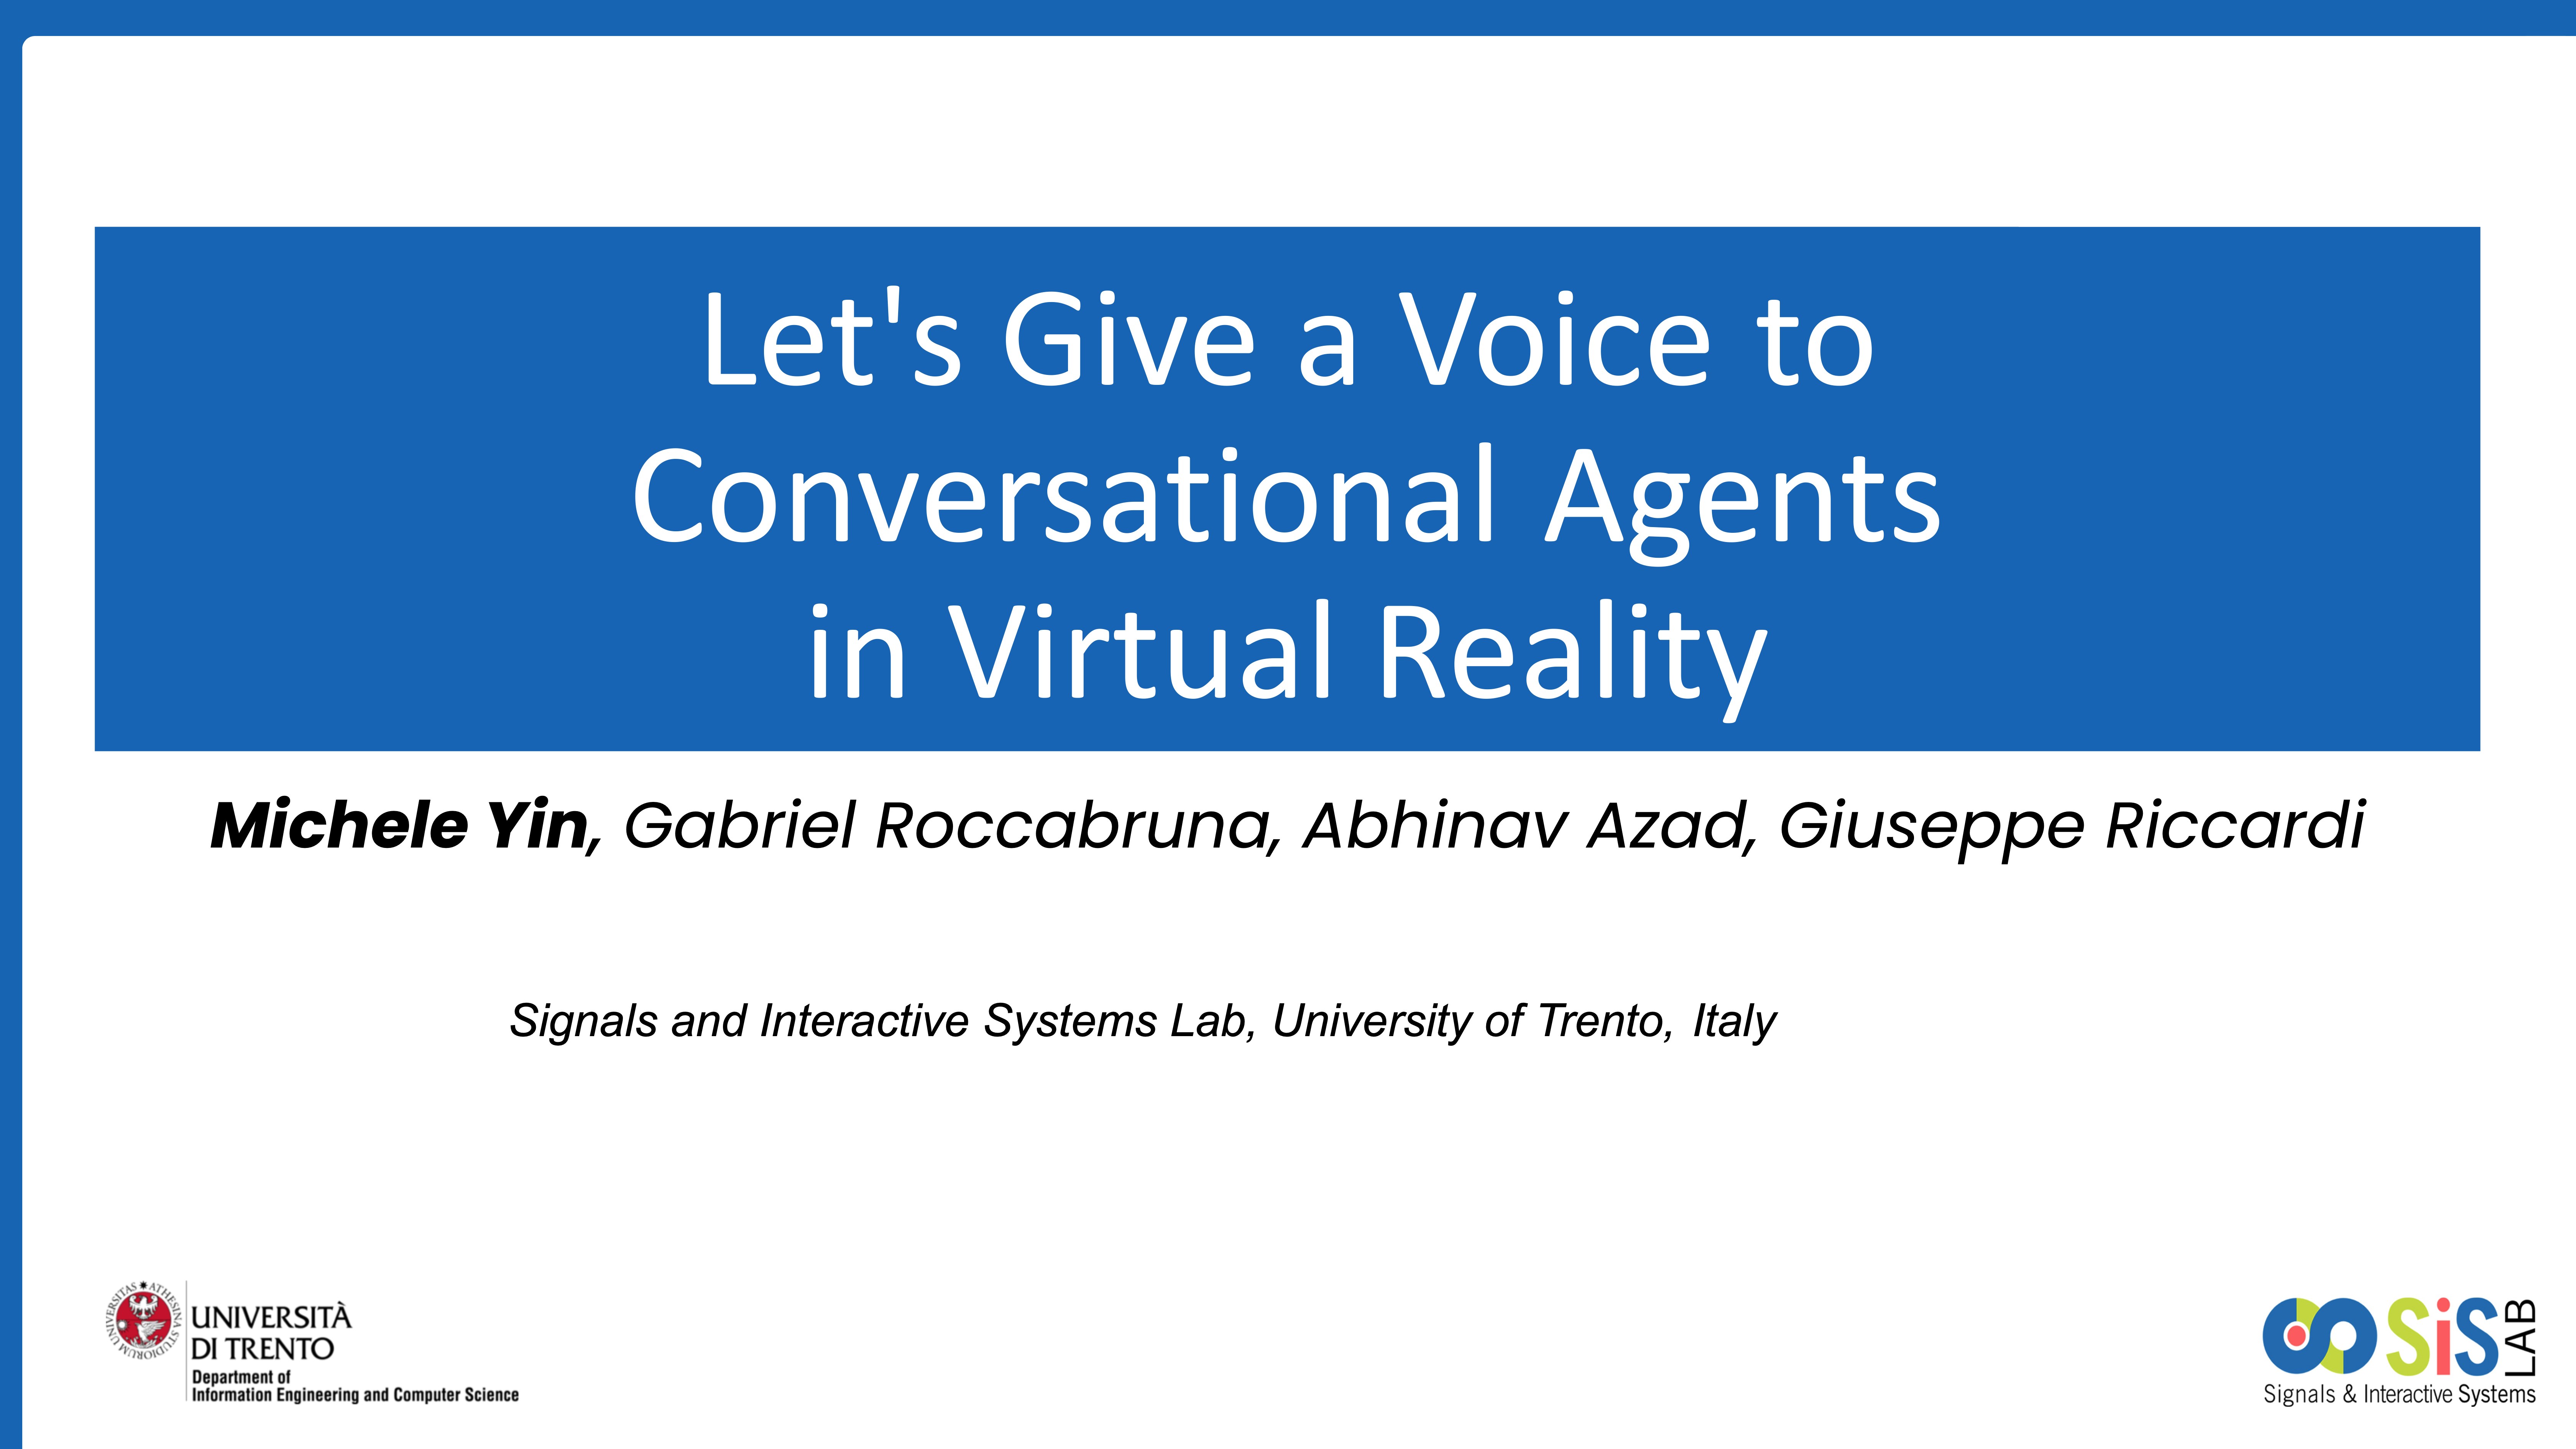 Let's Give a Voice to
Conversational Agents
in Virtual Reality
Michele Yin, Gabriel Roccabruna, Abhinav Azad, Giuseppe Riccardi
Signals and Interactive Systems Lab, University of Trento, Italy
UNIVERSITAS ATHESINA STUDIORUM
UNIVERSITÀ
DI TRENTO
Department of
Information Engineering and Computer Science
SiS LAB
Signals & Interactive Systems